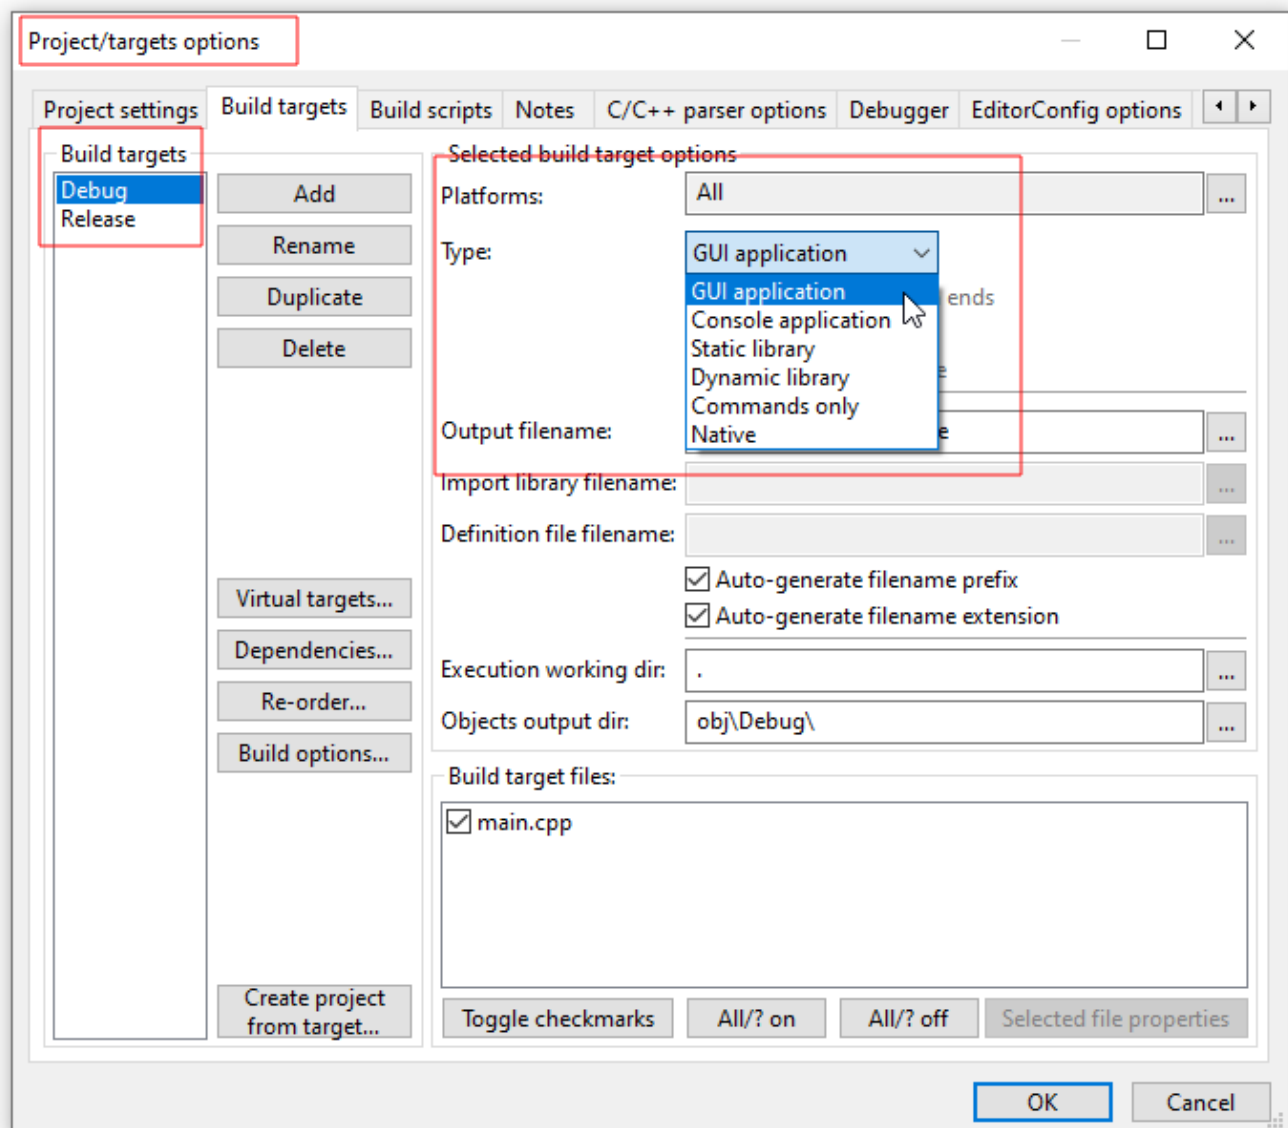 Project/targets options
Project settings
Build targets
Build scripts
Notes
C/C++ parser options
Debugger
EditorConfig options
Build targets
Debug
Release
Add
Rename
Duplicate
Delete
Virtual targets...
Dependencies...
Re-order...
Build options...
Create project
from target...
Selected build target options
Platforms:
All
...
Type:
GUI application
GUI application
Console application
Static library
Dynamic library
Commands only
Native
ends
e
Output filename:
e
...
Import library filename:
...
Definition file filename:
...
Auto-generate filename prefix
Auto-generate filename extension
Execution working dir:
.
...
Objects output dir:
obj\Debug\
...
Build target files:
main.cpp
Toggle checkmarks
All/? on
All/? off
Selected file properties
OK
Cancel